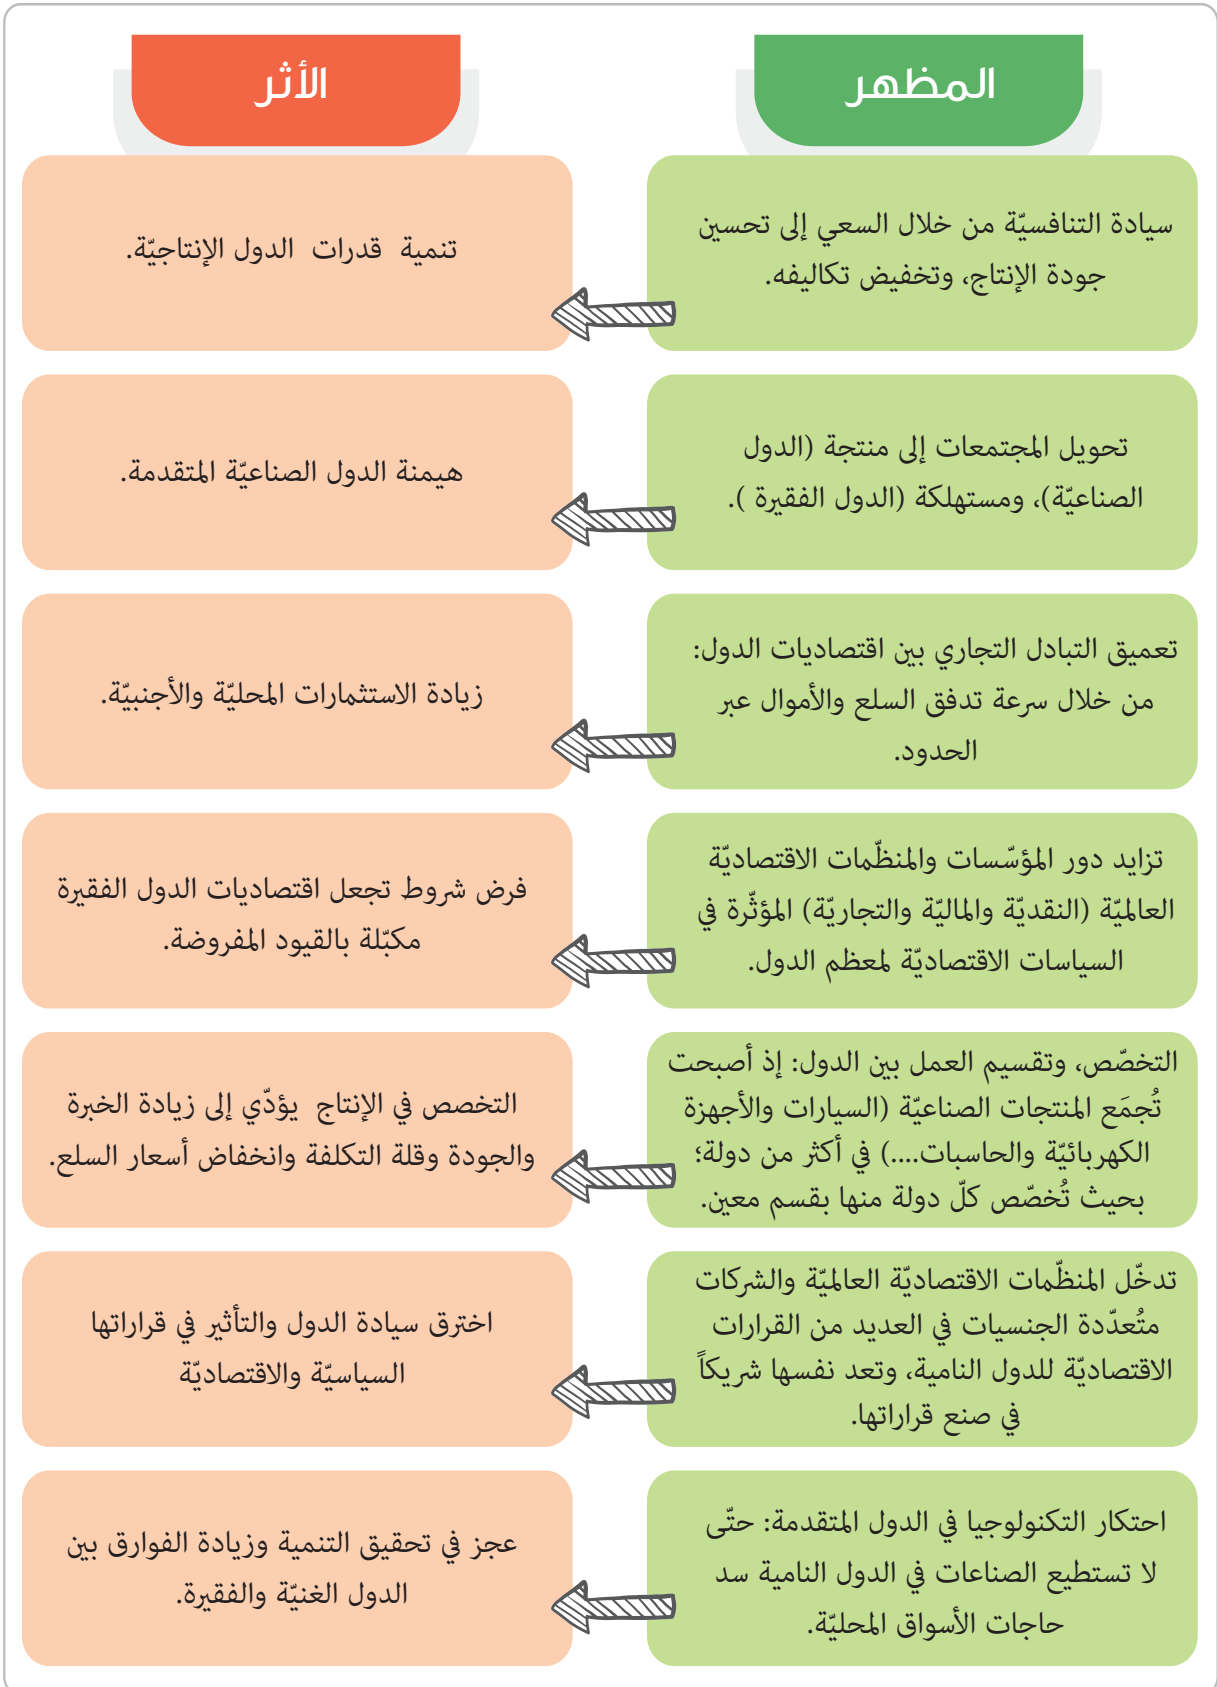 المظهر
الأثر
سيادة التنافسيّة من خلال السعي إلى تحسين
جودة الإنتاج، وتخفيض تكاليفه.
تنمية قدرات الدول الإنتاجيّة.
تحويل المجتمعات إلى منتجة (الدول
الصناعيّة)، ومستهلكة (الدول الفقيرة ).
هيمنة الدول الصناعيّة المتقدمة.
تعميق التبادل التجاري بين اقتصاديات الدول:
من خلال سرعة تدفق السلع والأموال عبر
الحدود.
زيادة الاستثمارات المحليّة والأجنبيّة.
تزايد دور المؤسّسات والمنظّمات الاقتصاديّة
العالميّة (النقديّة والماليّة والتجاريّة) المؤثّرة في
السياسات الاقتصاديّة لمعظم الدول.
فرض شروط تجعل اقتصاديات الدول الفقيرة
مكبّلة بالقيود المفروضة.
التخصّص، وتقسيم العمل بين الدول: إذ أصبحت
تُجمَع المنتجات الصناعيّة (السيارات والأجهزة
الكهربائيّة والحاسبات....) في أكثر من دولة؛
بحيث تُخصّص كلّ دولة منها بقسم معين.
التخصص في الإنتاج يؤدّي إلى زيادة الخبرة
والجودة وقلة التكلفة وانخفاض أسعار السلع.
تدخّل المنظّمات الاقتصاديّة العالميّة والشركات
متُعدّدة الجنسيات في العديد من القرارات
الاقتصاديّة للدول النامية، وتعد نفسها شريكاً
في صنع قراراتها.
اخترق سيادة الدول والتأثير في قراراتها
السياسيّة والاقتصاديّة
احتكار التكنولوجيا في الدول المتقدمة: حتّى
لا تستطيع الصناعات في الدول النامية سد
حاجات الأسواق المحليّة.
عجز في تحقيق التنمية وزيادة الفوارق بين
الدول الغنيّة والفقيرة.